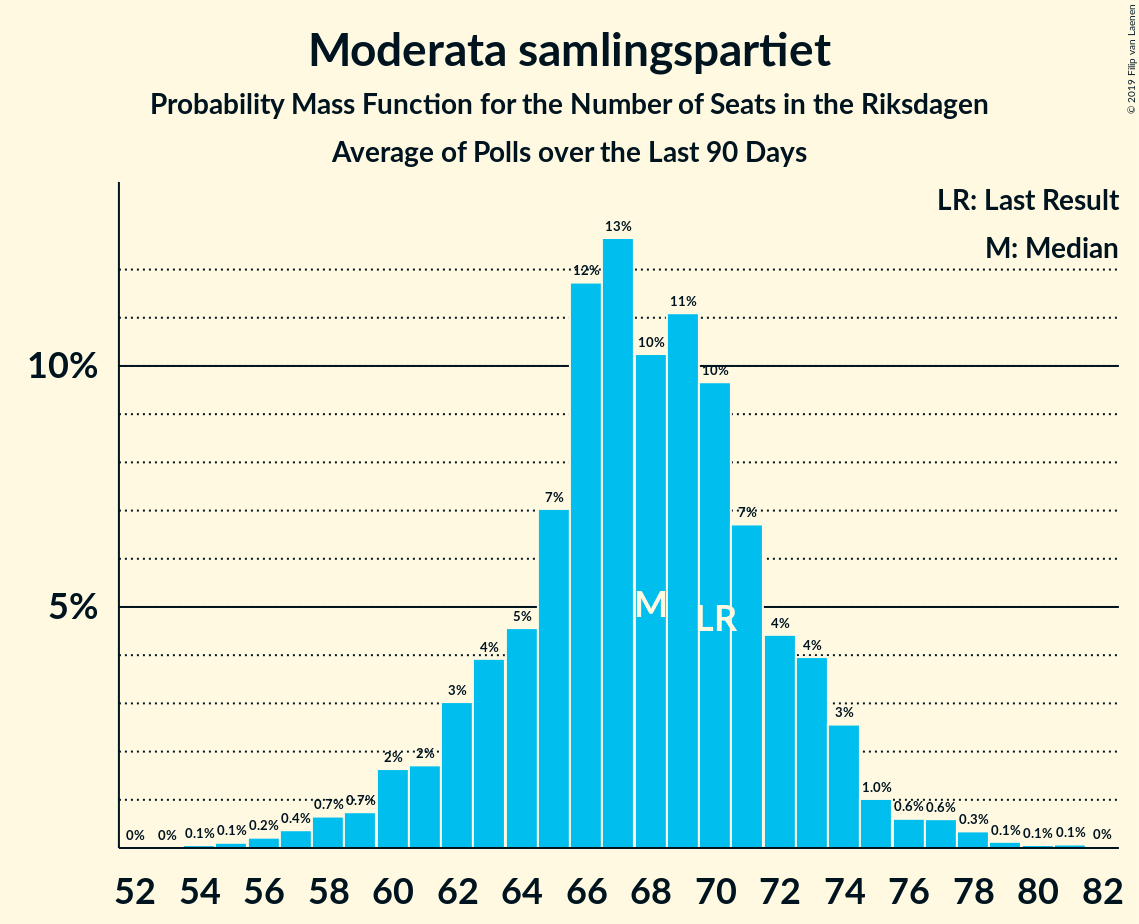 Moderata samlingspartiet
Probability Mass Function for the Number of Seats in the Riksdagen
Average of Polls over the Last 90 Days
© 2019 Filip van Laenen
LR: Last Result
M: Median
10%
5%
0% 0% 0.1% 0.1% 0.2% 0.4% 0.7% 0.7% 2% 2% 3% 4% 5% 7% 12% 13% 10% 11% 10% 7% 4% 4% 3% 1.0% 0.6% 0.6% 0.3% 0.1% 0.1% 0.1% 0%
M LR
52 54 56 58 60 62 64 66 68 70 72 74 76 78 80 82